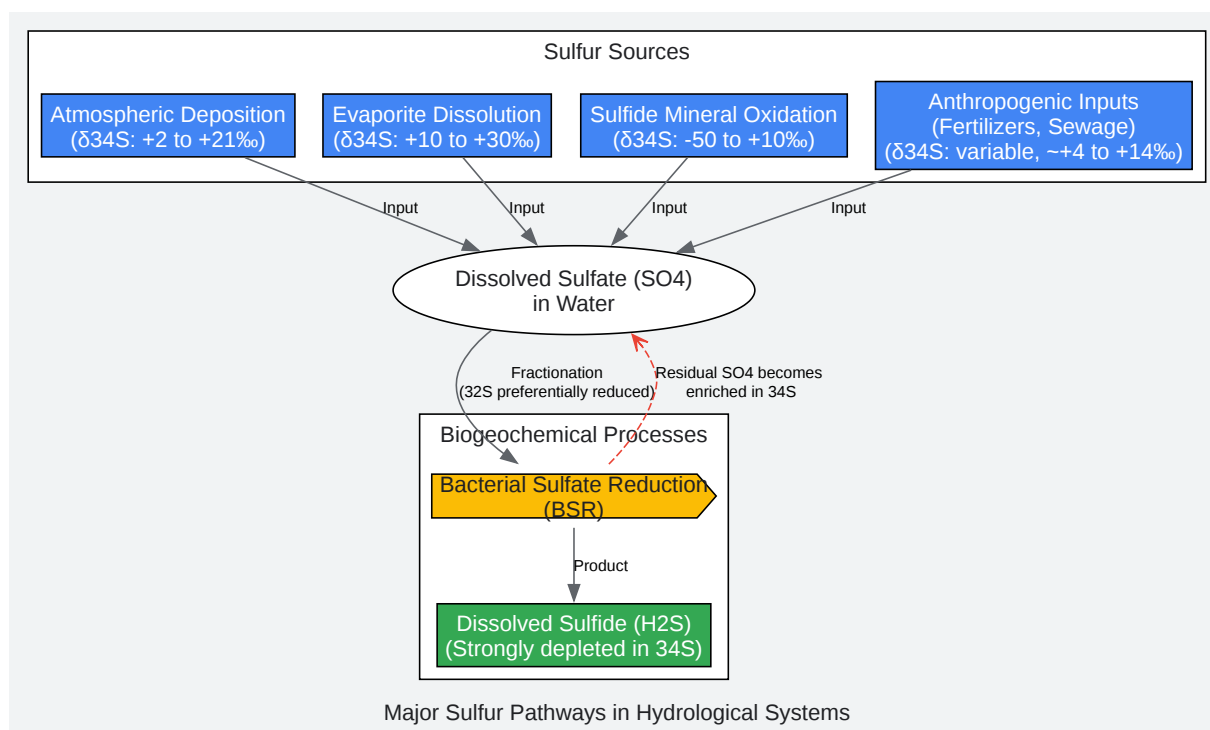 Sulfur Sources
Atmospheric Deposition
(δ34S: +2 to +21‰)
Evaporite Dissolution
(δ34S: +10 to +30‰)
Sulfide Mineral Oxidation
(δ34S: -50 to +10‰)
Anthropogenic Inputs
(Fertilizers, Sewage)
(δ34S: variable, ~+4 to +14‰)
Input
Input
Input
Input
Dissolved Sulfate (SO4)
in Water
Fractionation
(32S preferentially reduced)
Residual SO4 becomes
enriched in 34S
Biogeochemical Processes
Bacterial Sulfate Reduction
(BSR)
Product
Dissolved Sulfide (H2S)
(Strongly depleted in 34S)
Major Sulfur Pathways in Hydrological Systems